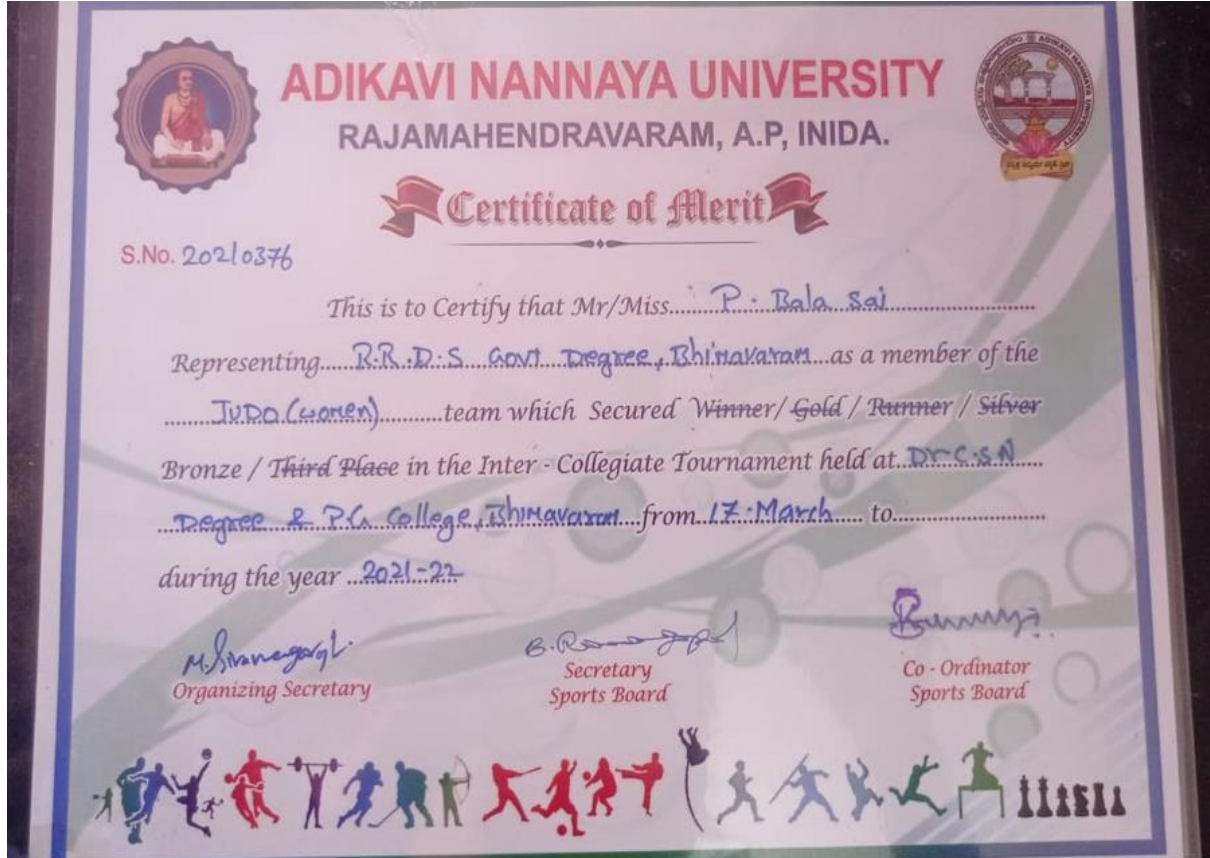 ADIKAVI NANNAYA UNIVERSITY
RAJAMAHENDRAVARAM, A.P, INIDA.
Certificate of Merit
S.No. 20210376
This is to Certify that Mr/Miss......P. Bala Sai......
Representing.....R.R.D.S Govt Degree, Bhimavaram...as a member of the
......JUDO (women)..........team which Secured Winner/ Gold / Runner / Silver
Bronze / Third Place in the Inter - Collegiate Tournament held at..Dr C.S.N.....
...Degree & P.G College, Bhimavaram...from .17.March..... to......................
during the year ...2021-22
Organizing Secretary
Secretary
Sports Board
Co - Ordinator
Sports Board